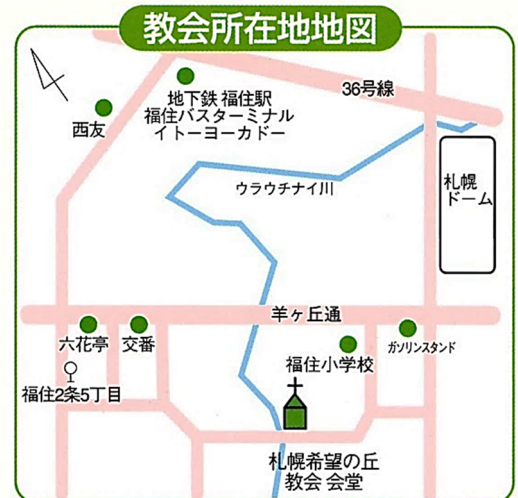 教会所在地地図
36号線
地下鉄 福住駅
福住バスターミナル
イトーヨーカドー
西友
ウラウチナイ川
札幌
ドーム
羊ヶ丘通
六花亭
交番
福住小学校
ガソリンスタンド
福住2条5丁目
札幌希望の丘
教会 会堂